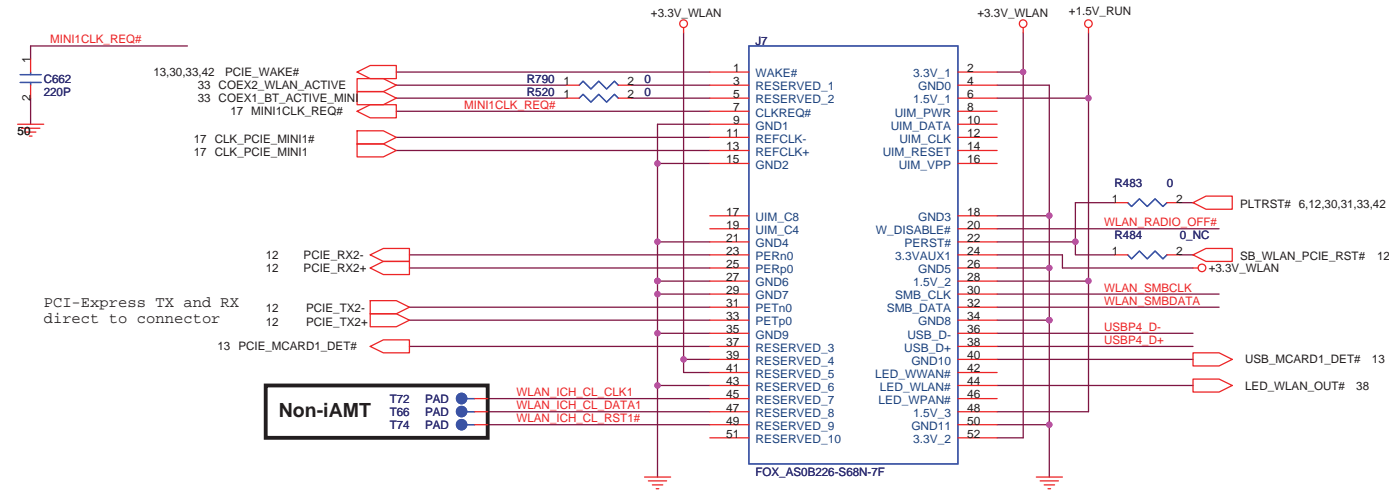 +3.3V_WLAN
+3.3V_WLAN
+1.5V_RUN
MINI1CLK_REQ#
1
C662
220P
2
50
J7
13,30,33,42 PCIE_WAKE#
33 COEX2_WLAN_ACTIVE
33 COEX1_BT_ACTIVE_MINI
17 MINI1CLK_REQ#
MINI1CLK_REQ#
R790 1 2 0
R520 1 2 0
17 CLK_PCIE_MINI1#
17 CLK_PCIE_MINI1
12 PCIE_RX2-
12 PCIE_RX2+
PCI-Express TX and RX
direct to connector
12 PCIE_TX2-
12 PCIE_TX2+
13 PCIE_MCARD1_DET#
Non-iAMT
T72 PAD
T66 PAD
T74 PAD
WLAN_ICH_CL_CLK1
WLAN_ICH_CL_DATA1
WLAN_ICH_CL_RST1#
1 WAKE# 3.3V_1 2
3 RESERVED_1 GND0 4
5 RESERVED_2 1.5V_1 6
7 CLKREQ# UIM_PWR 8
9 GND1 UIM_DATA 10
11 REFCLK- UIM_CLK 12
13 REFCLK+ UIM_RESET 14
15 GND2 UIM_VPP 16
17 UIM_C8 GND3 18
19 UIM_C4 W_DISABLE# 20
21 GND4 PERST# 22
23 PERn0 3.3VAUX1 24
25 PERp0 GND5 26
27 GND6 1.5V_2 28
29 GND7 SMB_CLK 30
31 PETn0 SMB_DATA 32
33 PETp0 GND8 34
35 GND9 USB_D- 36
37 RESERVED_3 USB_D+ 38
39 RESERVED_4 GND10 40
41 RESERVED_5 LED_WWAN# 42
43 RESERVED_6 LED_WLAN# 44
45 RESERVED_7 LED_WPAN# 46
47 RESERVED_8 1.5V_3 48
49 RESERVED_9 GND11 50
51 RESERVED_10 3.3V_2 52
FOX_AS0B226-S68N-7F
R483 0
1 2
PLTRST# 6,12,30,31,33,42
WLAN_RADIO_OFF#
R484 0_NC
1 2
SB_WLAN_PCIE_RST# 12
+3.3V_WLAN
WLAN_SMBCLK
WLAN_SMBDATA
USBP4_D-
USBP4_D+
USB_MCARD1_DET# 13
LED_WLAN_OUT# 38